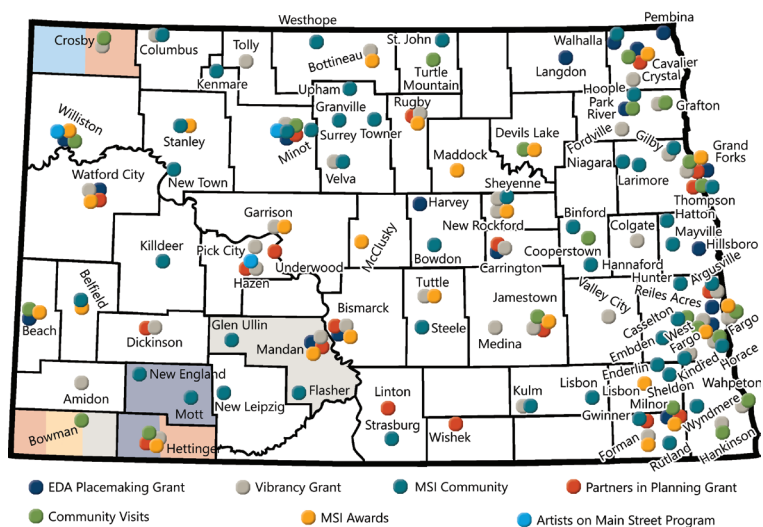 Westhope
Pembina
Crosby
Columbus
Tolly
Bottineau
St. John
Walhalla
Turtle
Mountain
Langdon
Cavalier
Crystal
Kenmare
Upham
Granville
Rugby
Hoople
Park
River
Grafton
Williston
Stanley
Minot
Surrey
Towner
Devils Lake
Fordville
Gilby
Grand
Forks
Velva
Maddock
Niagara
Larimore
Watford City
New Town
Sheyenne
Thompson
Garrison
Harvey
New Rockford
Binford
Hatton
Killdeer
Pick City
McClusky
Bowdon
Colgate
Mayville
Cooperstown
Hillsboro
Hazen
Underwood
Carrington
Hannaford
Hunter
Argusville
Belfield
Tuttle
Jamestown
Valley City
Reiles Acres
Beach
Bismarck
Casselton
Dickinson
Glen Ullin
Mandan
Steele
Medina
Embden
West
Fargo
Fargo
Horace
New England
Enderlin
Kindred
Amidon
Flasher
Linton
Kulm
Lisbon
Lisbon
Sheldon
Wahpeton
Mott
New Leipzig
Milnor
Bowman
Strasburg
Wishek
Gwinner
Wyndmere
Hettinger
Forman
Rutland
Hankinson
EDA Placemaking Grant
Vibrancy Grant
MSI Community
Partners in Planning Grant
Community Visits
MSI Awards
Artists on Main Street Program